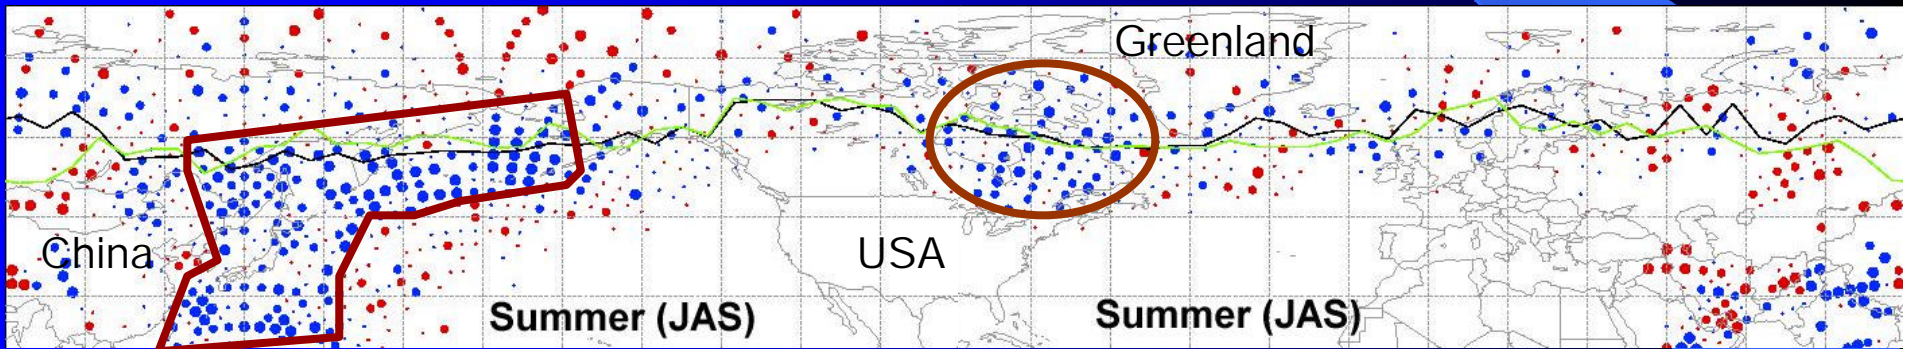 Greenland
China
USA
Summer (JAS)
Summer (JAS)